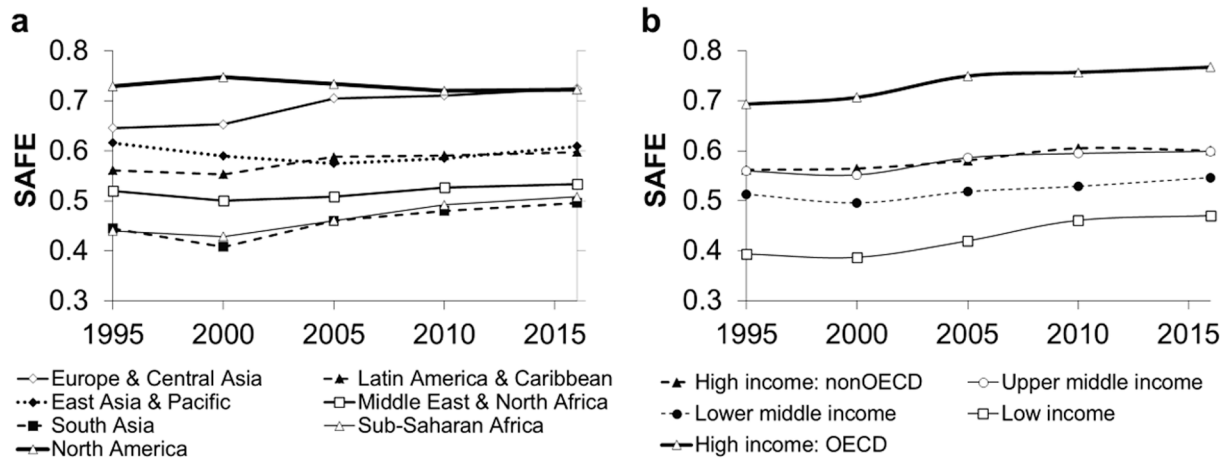 a
0.8
0.7
0.6
0.5
0.4
0.3
SAFE
1995 2000 2005 2010 2015
Europe & Central Asia Latin America & Caribbean
East Asia & Pacific Middle East & North Africa
South Asia Sub-Saharan Africa
North America
b
0.8
0.7
0.6
0.5
0.4
0.3
SAFE
1995 2000 2005 2010 2015
High income: nonOECD Upper middle income
Lower middle income Low income
High income: OECD